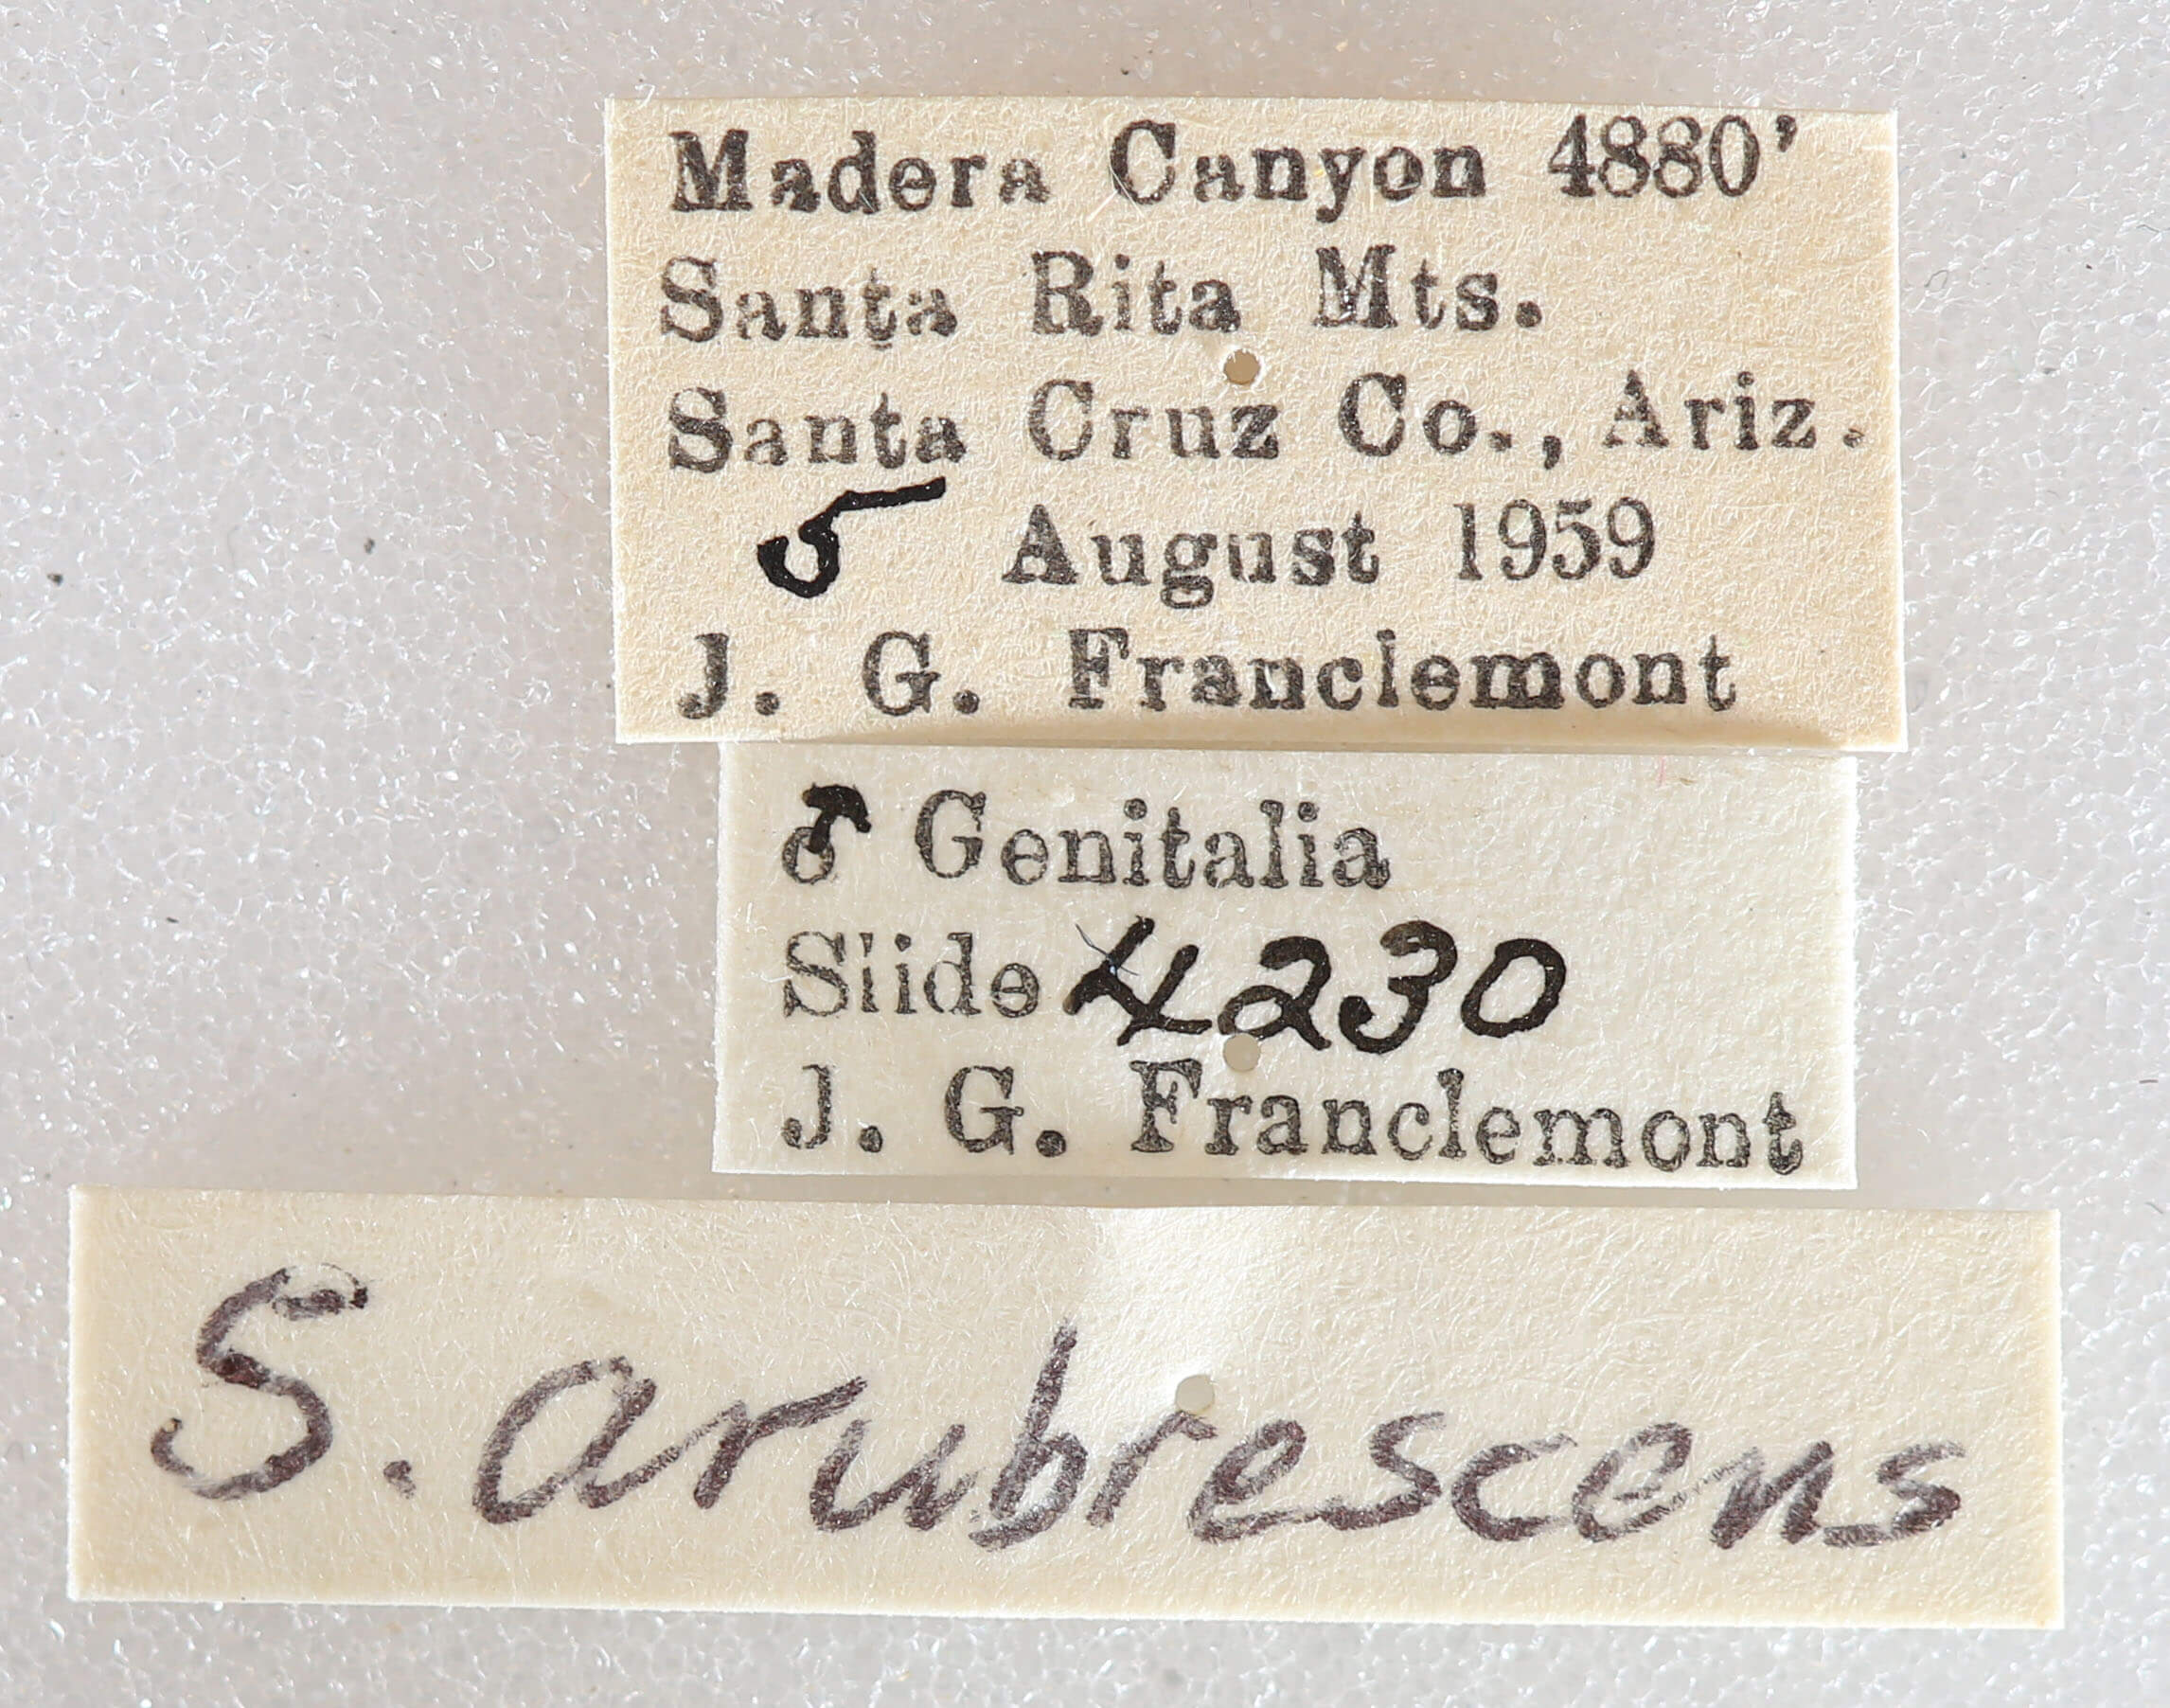 Madera Canyon 4880'
Santa Rita Mts.
Santa Cruz Co., Ariz.
5 August 1959
J. G. Franclemont
♂ Genitalia
Slide 4230
J. G. Franclemont
S. arubrescens